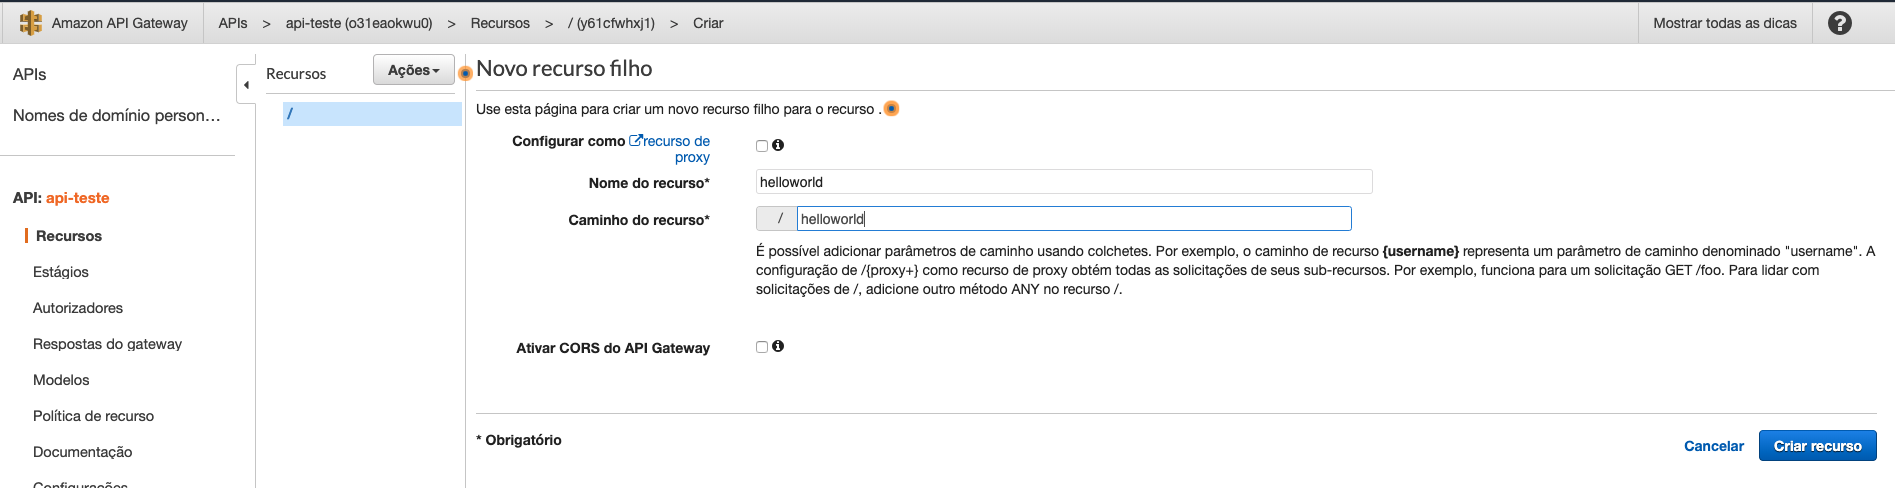 Amazon API Gateway
APIs > api-teste (o31eaokwu0) > Recursos > / (y61cfwhxj1) > Criar
Mostrar todas as dicas
?
APIs
Nomes de domínio person...
API: api-teste
Recursos
Estágios
Autorizadores
Respostas do gateway
Modelos
Política de recurso
Documentação
Configurações
Recursos
Ações
/
Novo recurso filho
Use esta página para criar um novo recurso filho para o recurso .
Configurar como recurso de
proxy
Nome do recurso*
helloworld
Caminho do recurso*
/ helloworld
É possível adicionar parâmetros de caminho usando colchetes. Por exemplo, o caminho de recurso {username} representa um parâmetro de caminho denominado "username". A
configuração de /{proxy+} como recurso de proxy obtém todas as solicitações de seus sub-recursos. Por exemplo, funciona para um solicitação GET /foo. Para lidar com
solicitações de /, adicione outro método ANY no recurso /.
Ativar CORS do API Gateway
* Obrigatório
Cancelar
Criar recurso